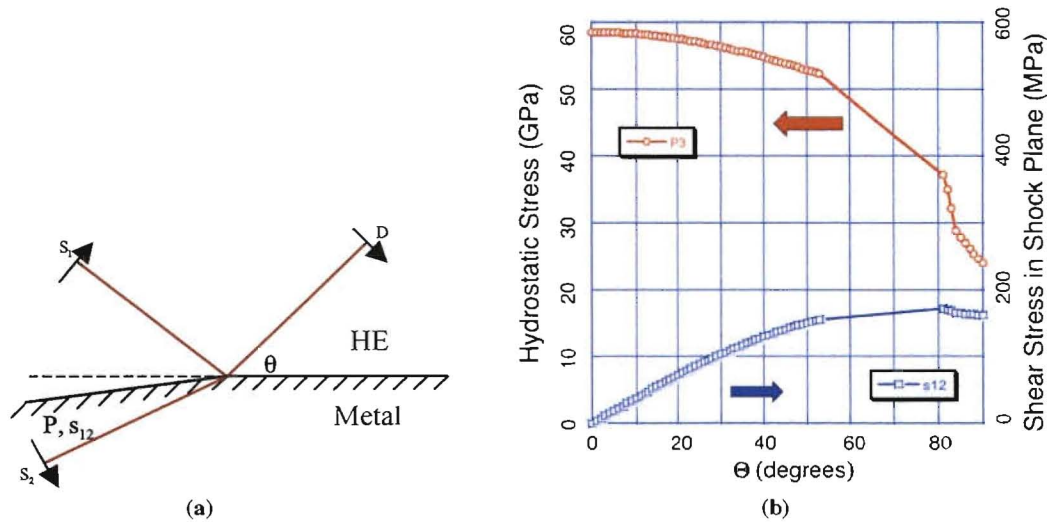 S₁
D
HE
θ
Metal
P, s₁₂
S₂
(a)
Hydrostatic Stress (GPa)
60
50
40
30
20
10
0
P3
s12
0 20 40 60 80
Θ (degrees)
600
400
200
0
Shear Stress in Shock Plane (MPa)
(b)